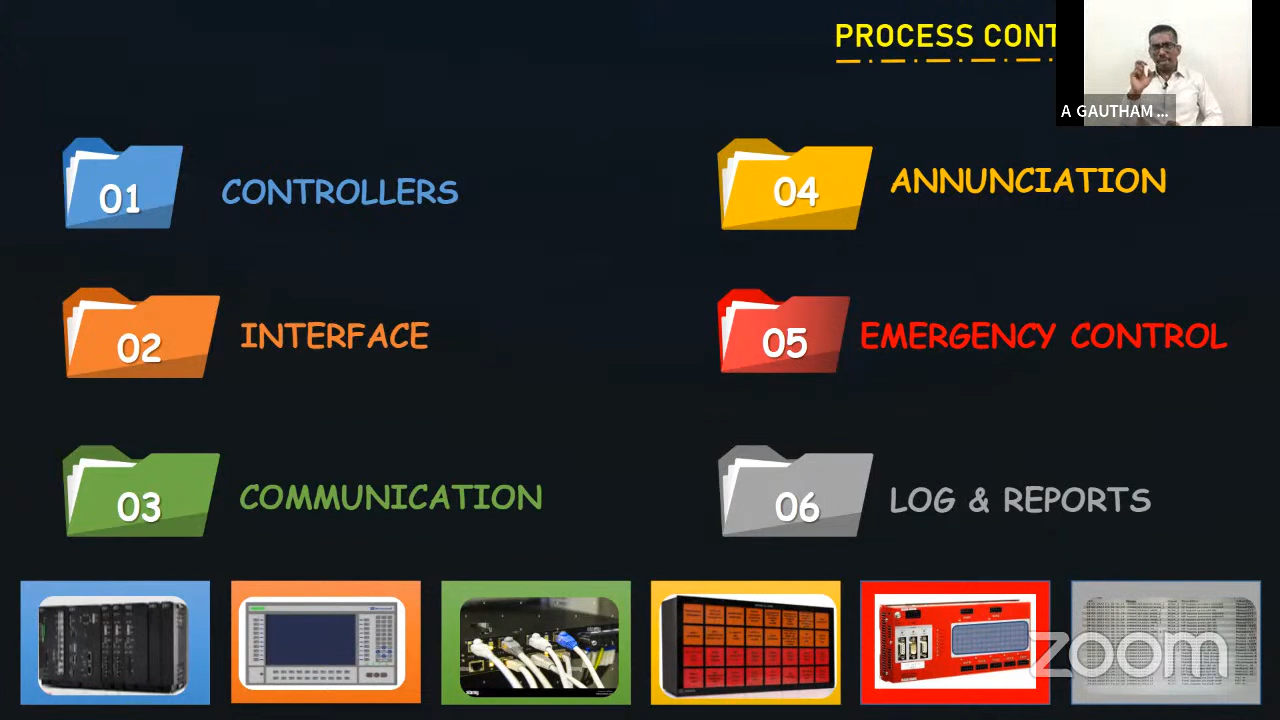 PROCESS CONT
A GAUTHAM ...
01
CONTROLLERS
02
INTERFACE
03
COMMUNICATION
04
ANNUNCIATION
05
EMERGENCY CONTROL
06
LOG & REPORTS
zoom